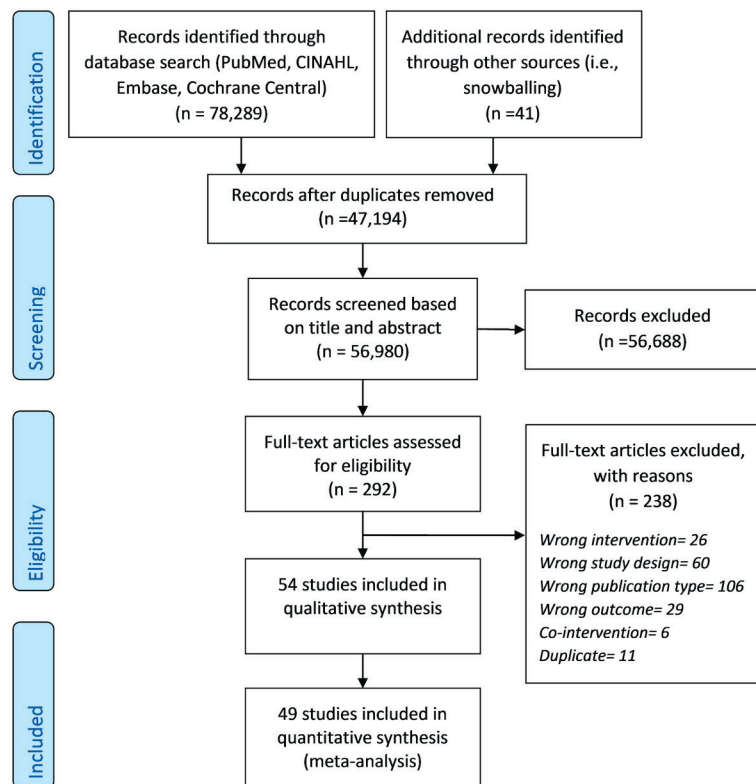 Identification
Records identified through
database search (PubMed, CINAHL,
Embase, Cochrane Central)
(n = 78,289)
Additional records identified
through other sources (i.e.,
snowballing)
(n =41)
Records after duplicates removed
(n =47,194)
Screening
Records screened based
on title and abstract
(n = 56,980)
Records excluded
(n =56,688)
Eligibility
Full-text articles assessed
for eligibility
(n = 292)
Full-text articles excluded,
with reasons
(n = 238)
Wrong intervention= 26
Wrong study design= 60
Wrong publication type= 106
Wrong outcome= 29
Co-intervention= 6
Duplicate= 11
54 studies included in
qualitative synthesis
Included
49 studies included in
quantitative synthesis
(meta-analysis)